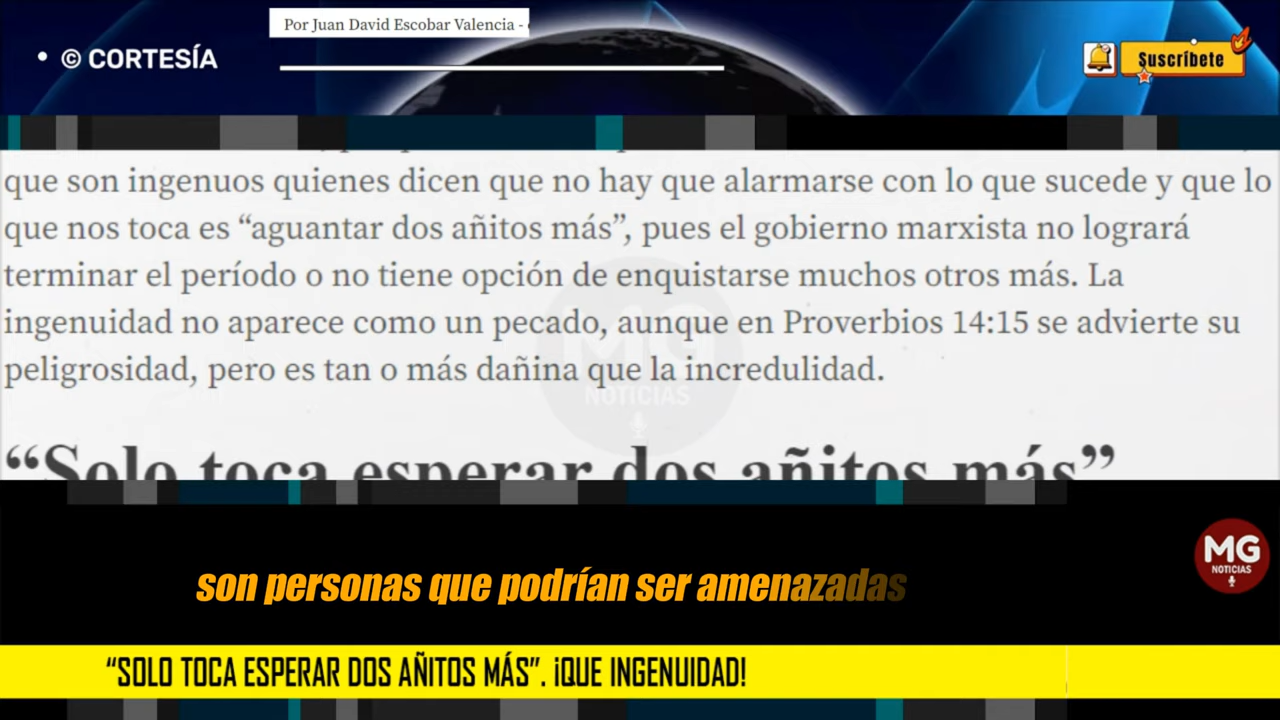 Por Juan David Escobar Valencia -
• © CORTESÍA
Suscríbete
que son ingenuos quienes dicen que no hay que alarmarse con lo que sucede y que lo
que nos toca es “aguantar dos añitos más”, pues el gobierno marxista no logrará
terminar el período o no tiene opción de enquistarse muchos otros más. La
ingenuidad no aparece como un pecado, aunque en Proverbios 14:15 se advierte su
peligrosidad, pero es tan o más dañina que la incredulidad.
MG
NOTICIAS
“Solo toca esperar dos añitos más”
MG
NOTICIAS
son personas que podrían ser amenazadas
“SOLO TOCA ESPERAR DOS AÑITOS MÁS”. ¡QUE INGENUIDAD!